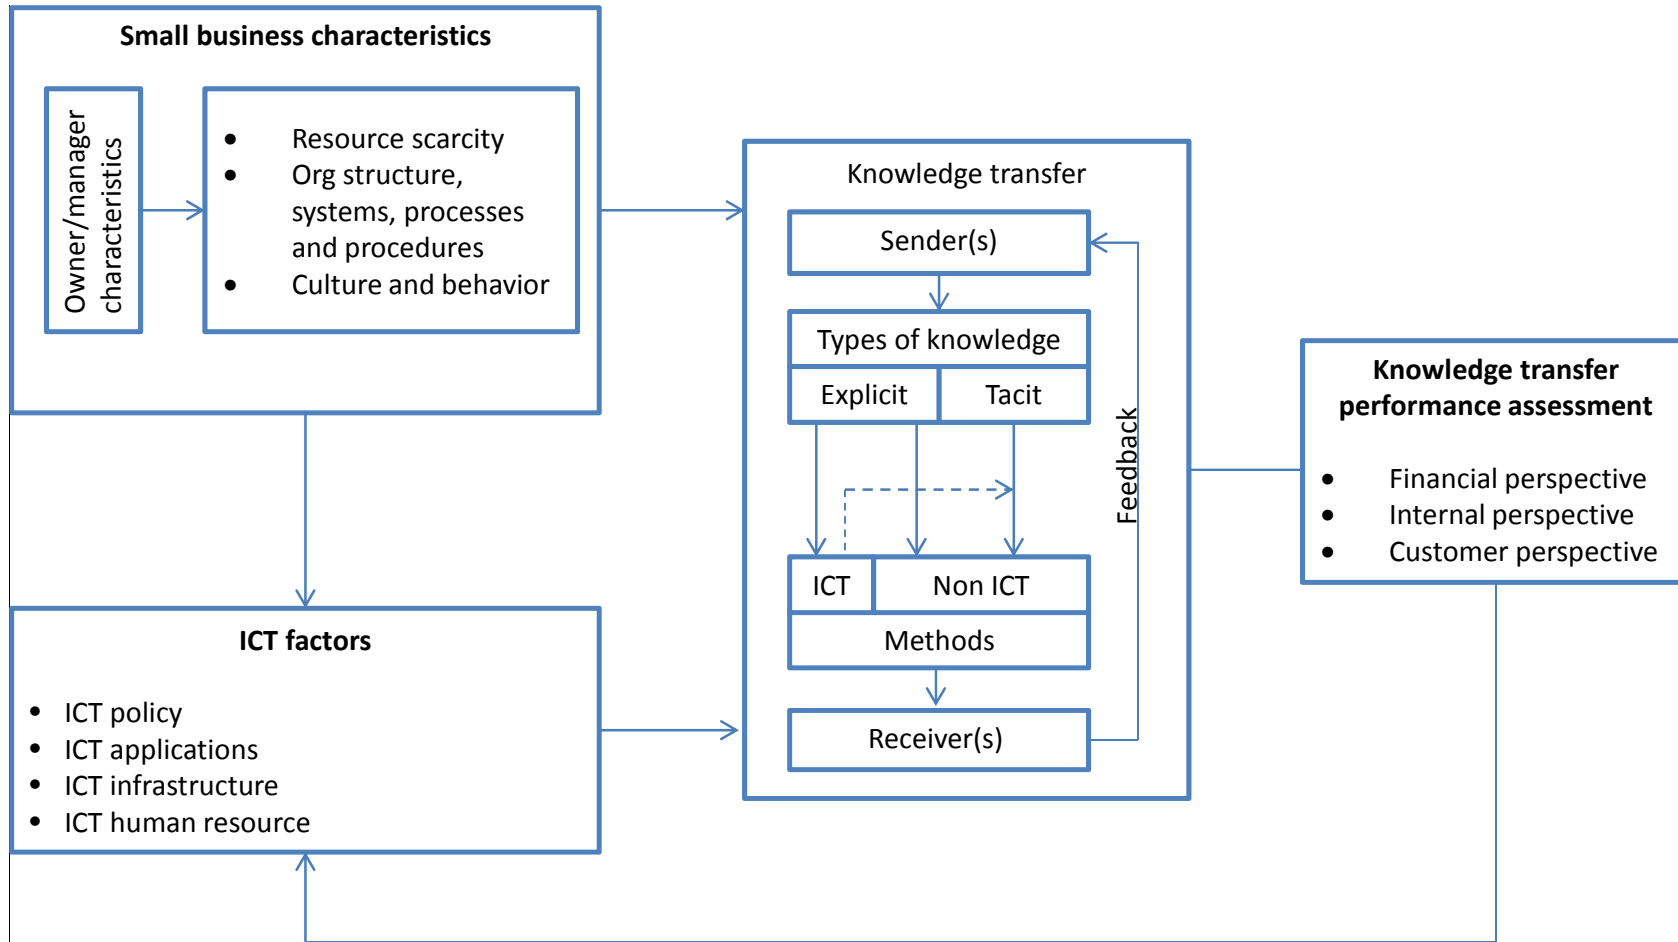 Small business characteristics
Owner/manager
characteristics
• Resource scarcity
• Org structure,
systems, processes
and procedures
• Culture and behavior
Knowledge transfer
Sender(s)
Types of knowledge
Explicit
Tacit
Feedback
ICT
Non ICT
Methods
Receiver(s)
Knowledge transfer
performance assessment
• Financial perspective
• Internal perspective
• Customer perspective
ICT factors
• ICT policy
• ICT applications
• ICT infrastructure
• ICT human resource